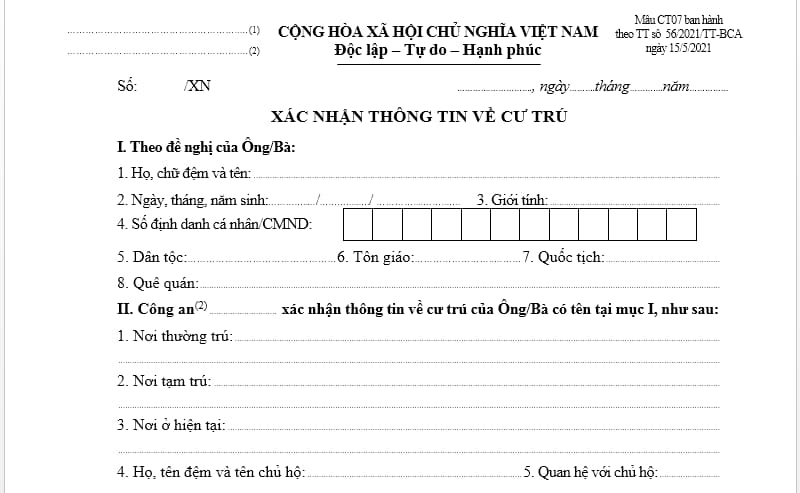 ..............................(1) CỘNG HÒA XÃ HỘI CHỦ NGHĨA VIỆT NAM Mẫu CT07 ban hành
..............................(2) Độc lập – Tự do – Hạnh phúc theo TT số 56/2021/TT-BCA
ngày 15/5/2021
Số: /XN ...................., ngày........tháng..........năm............
XÁC NHẬN THÔNG TIN VỀ CƯ TRÚ
I. Theo đề nghị của Ông/Bà:
1. Họ, chữ đệm và tên:..............................
2. Ngày, tháng, năm sinh:............/............/.................... 3. Giới tính:....................
4. Số định danh cá nhân/CMND:
5. Dân tộc:....................6. Tôn giáo:....................7. Quốc tịch:....................
8. Quê quán:..............................
II. Công an(2).................... xác nhận thông tin về cư trú của Ông/Bà có tên tại mục I, như sau:
1. Nơi thường trú:..............................
..............................
2. Nơi tạm trú:..............................
..............................
3. Nơi ở hiện tại:..............................
..............................
4. Họ, tên đệm và tên chủ hộ:....................5. Quan hệ với chủ hộ:....................